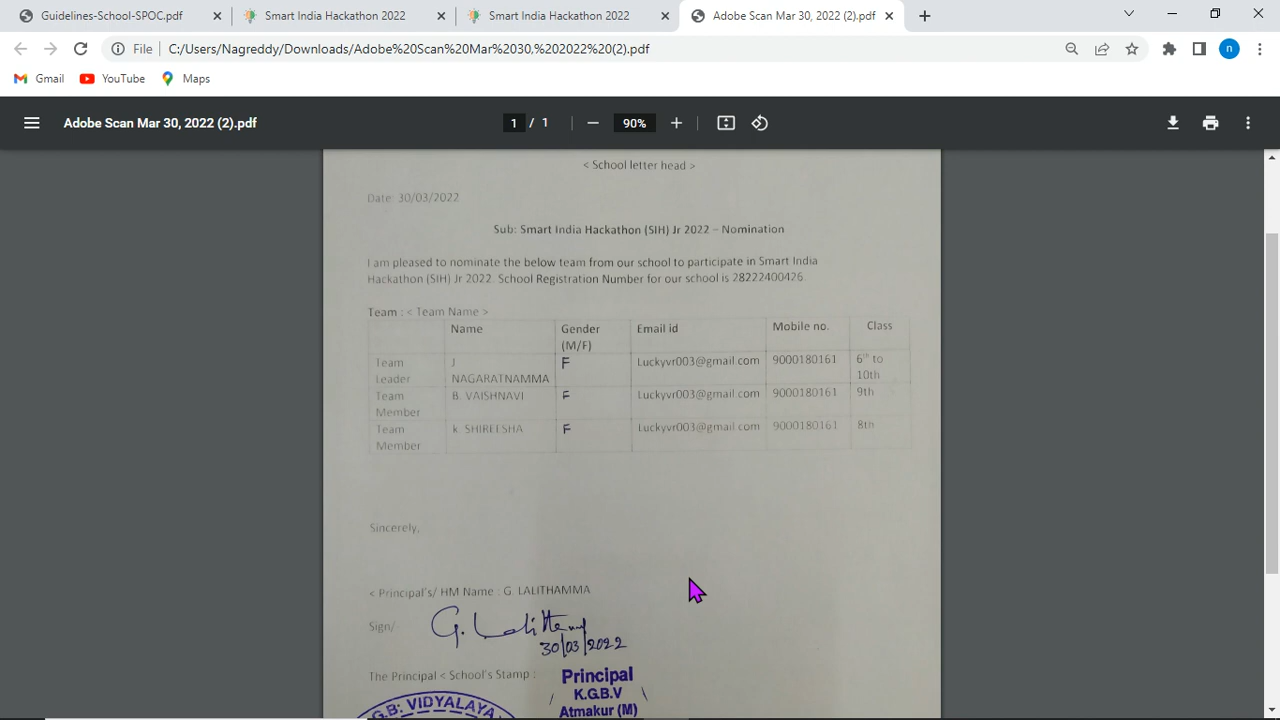 Guidelines-School-SPOC.pdf
Smart India Hackathon 2022
Smart India Hackathon 2022
Adobe Scan Mar 30, 2022 (2).pdf
File
C:/Users/Nagreddy/Downloads/Adobe%20Scan%20Mar%2030,%202022%20(2).pdf
n
Gmail
YouTube
Maps
Adobe Scan Mar 30, 2022 (2).pdf
1 / 1
90%
< School letter head >
Date: 30/03/2022
Sub: Smart India Hackathon (SIH) Jr 2022 – Nomination
I am pleased to nominate the below team from our school to participate in Smart India
Hackathon (SIH) Jr 2022. School Registration Number for our school is 28222400426.
Team : < Team Name >
Name Gender (M/F) Email id Mobile no. Class
Team Leader J NAGARATNAMMA F Luckyvr003@gmail.com 9000180161 6th to 10th
Team Member B. VAISHNAVI F Luckyvr003@gmail.com 9000180161 9th
Team Member k. SHIREESHA F Luckyvr003@gmail.com 9000180161 8th
Sincerely,
< Principal's/ HM Name : G. LALITHAMMA
Sign/
G. Lalithamma
30/03/2022
The Principal < School's Stamp :
Principal
K.G.B.V
Atmakur (M)
G.B. VIDYALAYA